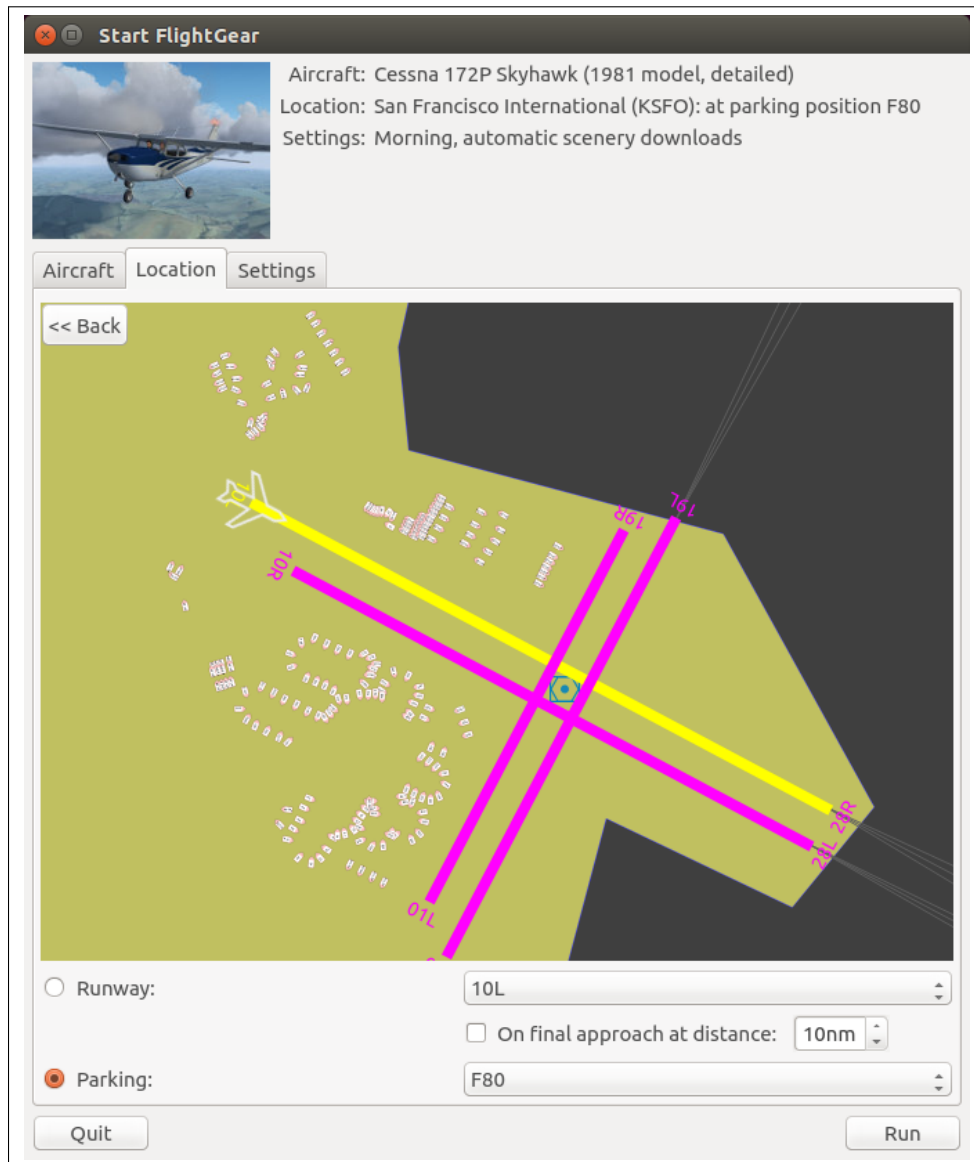 Start FlightGear
Aircraft: Cessna 172P Skyhawk (1981 model, detailed)
Location: San Francisco International (KSFO): at parking position F80
Settings: Morning, automatic scenery downloads
Aircraft Location Settings
<< Back
10L
19R
19L
10R
28R
28L
01L
Runway: 10L
On final approach at distance: 10nm
Parking: F80
Quit Run